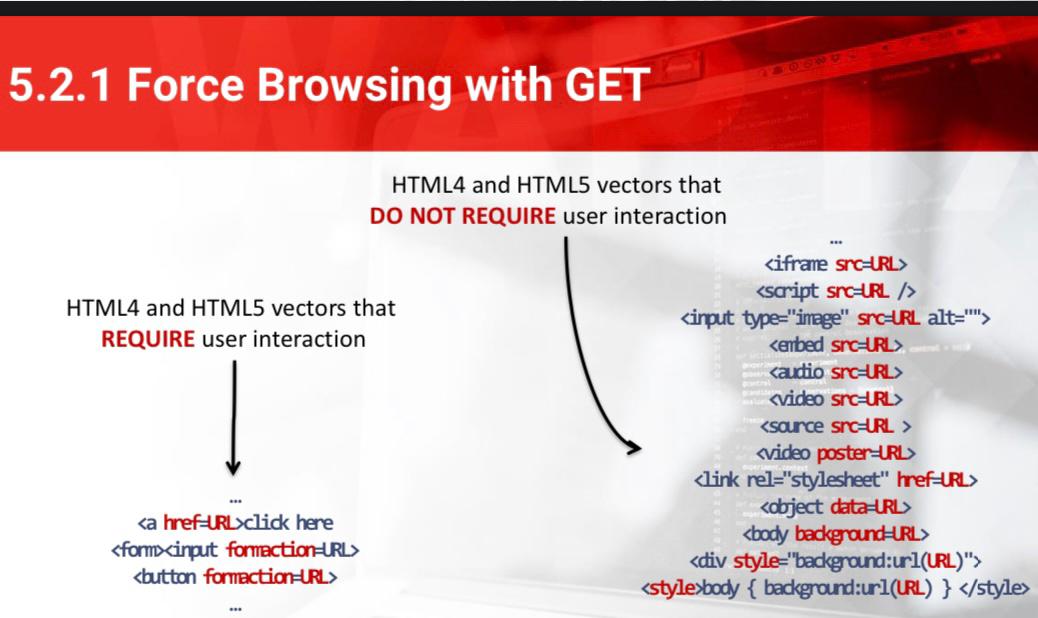 5.2.1 Force Browsing with GET
HTML4 and HTML5 vectors that
REQUIRE user interaction
...
<a href=URL>click here
<form><input formaction=URL>
<button formaction=URL>
...
HTML4 and HTML5 vectors that
DO NOT REQUIRE user interaction
...
<iframe src=URL>
<script src=URL />
<input type="image" src=URL alt="">
<embed src=URL>
<audio src=URL>
<video src=URL>
<source src=URL >
<video poster=URL>
<link rel="stylesheet" href=URL>
<object data=URL>
<body background=URL>
<div style="background:url(URL)">
<style>body { background:url(URL) } </style>